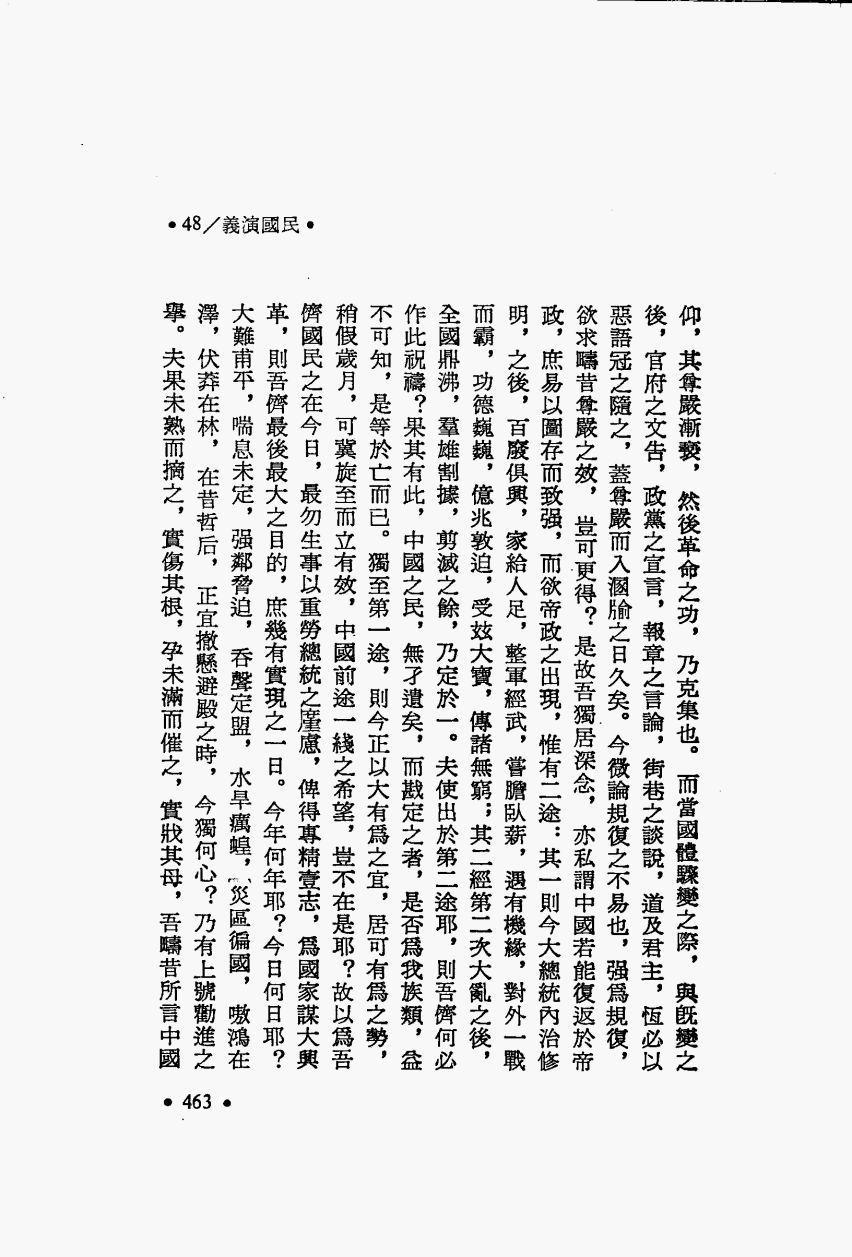 •48/義演國民•
仰，其尊嚴漸褻，然後革命之功，乃克集也。而當國體驟變之際，與旣變之
後，官府之文告，政黨之宣言，報章之言論，街巷之談說，道及君主，恆必以
惡語冠之隨之，蓋尊嚴而入溷牏之日久矣。今微論規復之不易也，强爲規復，
欲求疇昔尊嚴之效，豈可更得？是故吾獨居深念，亦私謂中國若能復返於帝
政，庶易以圖存而致强，而欲帝政之出現，惟有二途：其一則今大總統內治修
明，之後，百廢俱興，家給人足，整軍經武，嘗膽臥薪，遇有機緣，對外一戰
而霸，功德巍巍，億兆敦迫，受玆大寶，傳諸無窮；其二經第二次大亂之後，
全國鼎沸，羣雄割據，剪滅之餘，乃定於一。夫使出於第二途耶，則吾儕何必
作此祝禱？果其有此，中國之民，無孑遺矣，而戡定之者，是否爲我族類，益
不可知，是等於亡而已。獨至第一途，則今正以大有爲之宜，居可有爲之勢，
稍假歲月，可冀旋至而立有效，中國前途一綫之希望，豈不在是耶？故以爲吾
儕國民之在今日，最勿生事以重勞總統之廑慮，俾得專精壹志，爲國家謀大興
革，則吾儕最後最大之目的，庶幾有實現之一日。今年何年耶？今日何日耶？
大難甫平，喘息未定，强鄰脅迫，呑聲定盟，水旱癘蝗，災區徧國，嗷鴻在
澤，伏莽在林，在昔哲后，正宜撤懸避殿之時，今獨何心？乃有上號勸進之
舉。夫果未熟而摘之，實傷其根，孕未滿而催之，實戕其母，吾疇昔所言中國
•463•